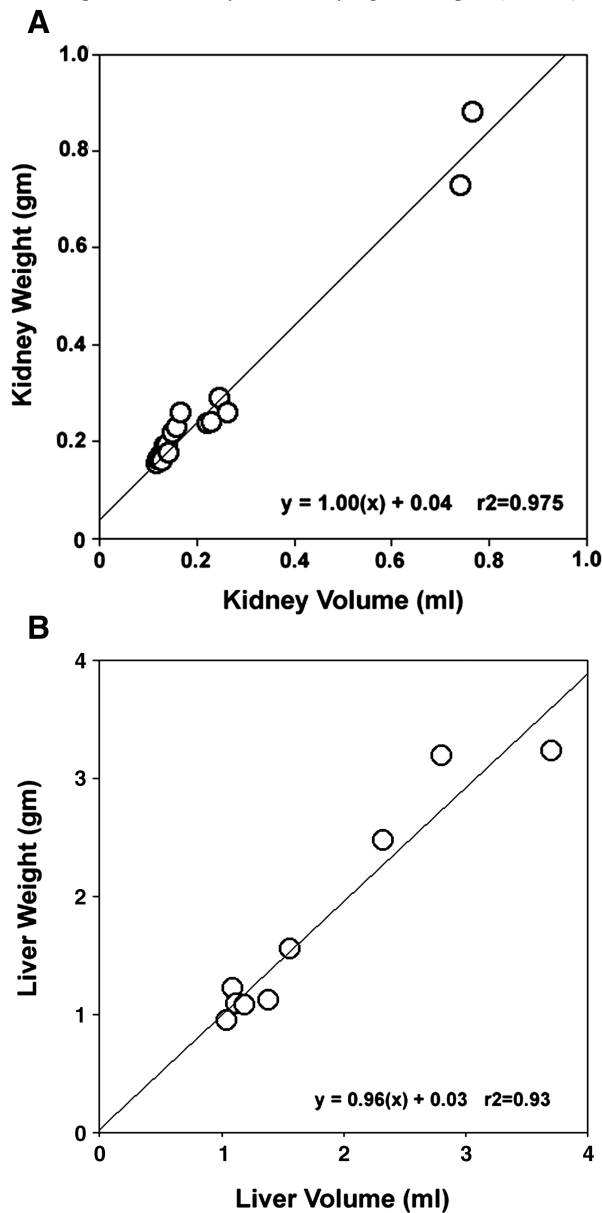 A
1.0
0.8
0.6
0.4
0.2
0
Kidney Weight (gm)
y = 1.00(x) + 0.04 r2=0.975
0 0.2 0.4 0.6 0.8 1.0
Kidney Volume (ml)
B
4
3
2
1
0
Liver Weight (gm)
y = 0.96(x) + 0.03 r2=0.93
0 1 2 3 4
Liver Volume (ml)